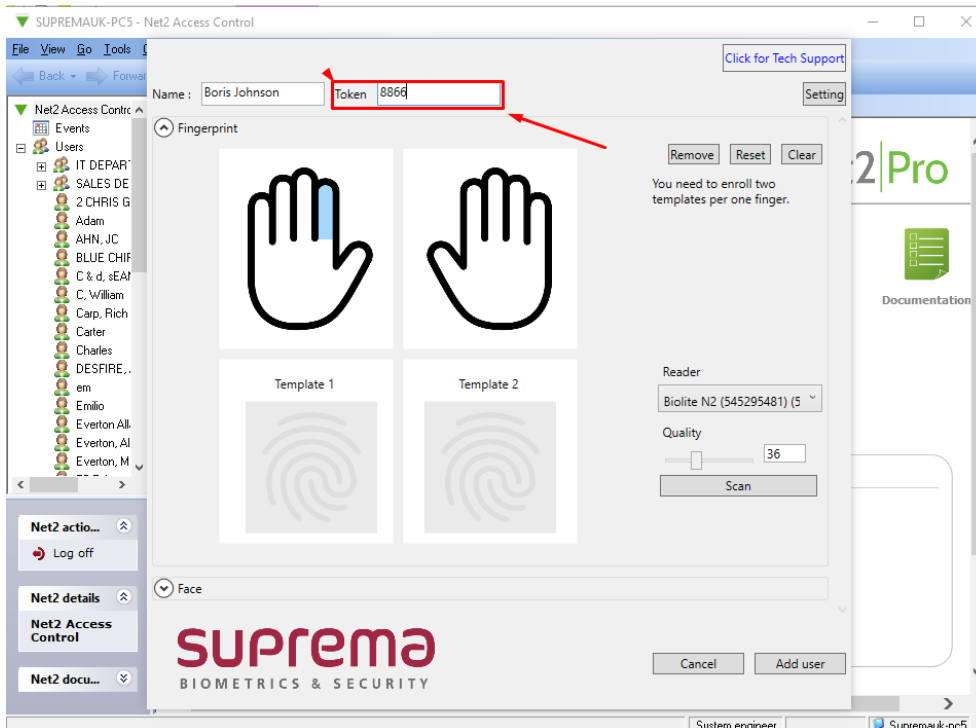 SUPREMAUK-PC5 - Net2 Access Control
File View Go Tools
Back Forwar
Net2 Access Contrc
Events
Users
IT DEPAR
SALES DE
2 CHRIS G
Adam
AHN, JC
BLUE CHIF
C & d, sEAN
C, William
Carp, Rich
Carter
Charles
DESFIRE, .
em
Emilio
Everton All
Everton, Al
Everton, M
Net2 actio...
Log off
Net2 details
Net2 Access
Control
Net2 docu...
Click for Tech Support
Name : Boris Johnson Token 8866
Setting
Fingerprint
Remove Reset Clear
You need to enroll two
templates per one finger.
Template 1 Template 2
Reader
Biolite N2 (545295481) (5
Quality
36
Scan
Face
suprema
BIOMETRICS & SECURITY
Cancel Add user
2 Pro
Documentation
System engineer Supremauk-pc5